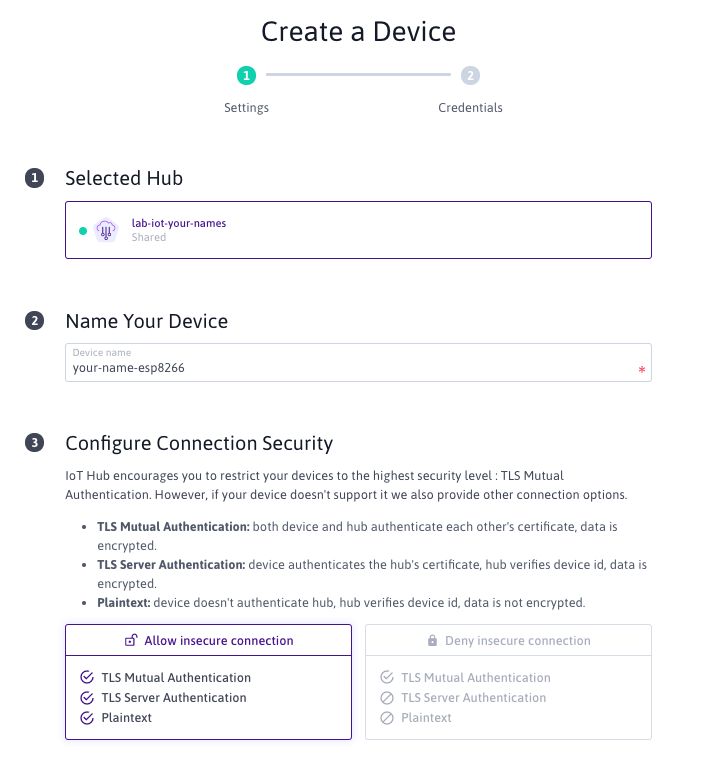 Create a Device
1
2
Settings
Credentials
1
Selected Hub
lab-iot-your-names
Shared
2
Name Your Device
Device name
your-name-esp8266
*
3
Configure Connection Security
IoT Hub encourages you to restrict your devices to the highest security level : TLS Mutual
Authentication. However, if your device doesn't support it we also provide other connection options.
• TLS Mutual Authentication: both device and hub authenticate each other's certificate, data is
encrypted.
• TLS Server Authentication: device authenticates the hub's certificate, hub verifies device id, data is
encrypted.
• Plaintext: device doesn't authenticate hub, hub verifies device id, data is not encrypted.
Allow insecure connection
TLS Mutual Authentication
TLS Server Authentication
Plaintext
Deny insecure connection
TLS Mutual Authentication
TLS Server Authentication
Plaintext